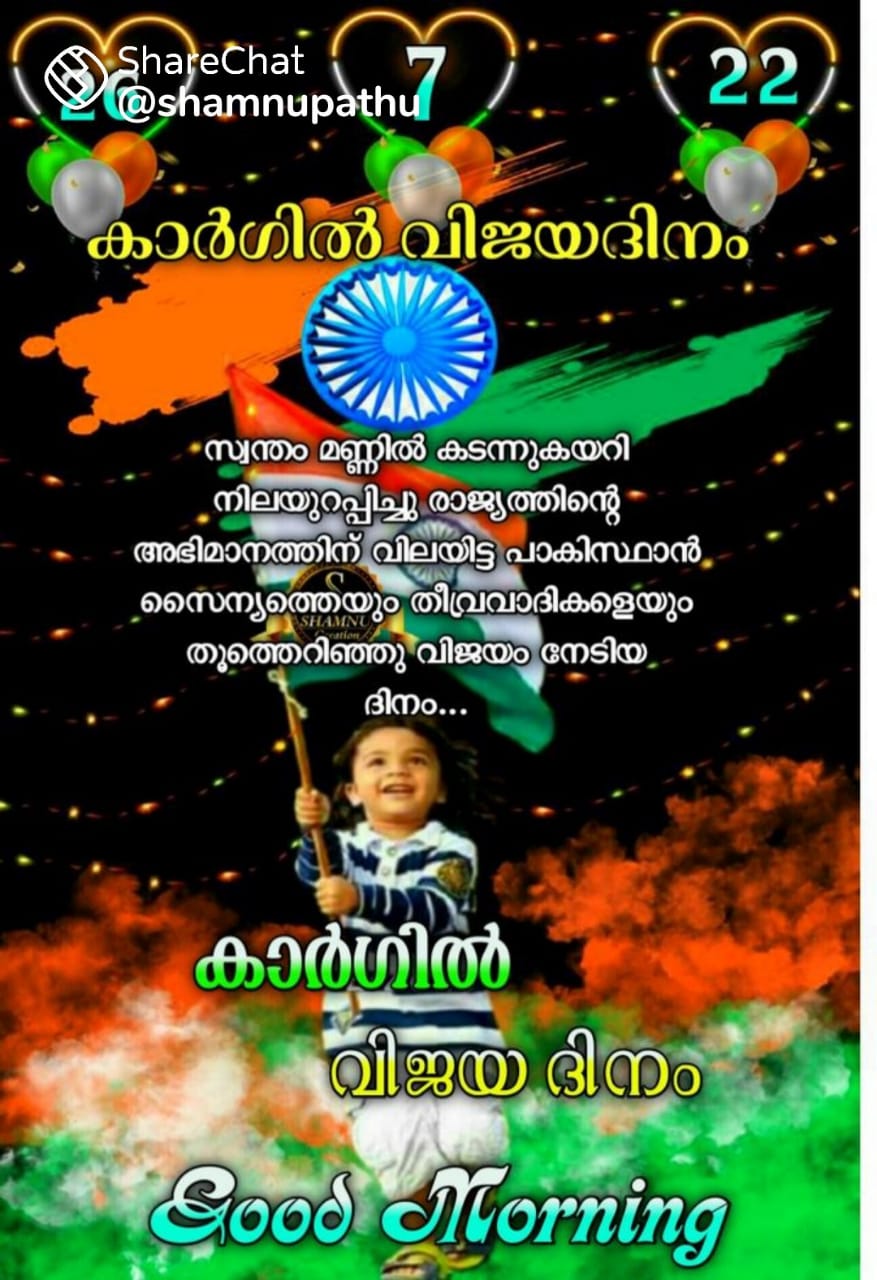 ShareChat
@shamnupathu
26 7 22
കാർഗിൽ വിജയദിനം
സ്വന്തം മണ്ണിൽ കടന്നുകയറി
നിലയുറപ്പിച്ചു രാജ്യത്തിന്റെ
അഭിമാനത്തിന് വിലയിട്ട പാകിസ്ഥാൻ
സൈന്യത്തെയും തീവ്രവാദികളെയും
SHAMNU
Creation
തൂത്തെറിഞ്ഞു വിജയം നേടിയ
ദിനം...
കാർഗിൽ
വിജയ ദിനം
Good Morning